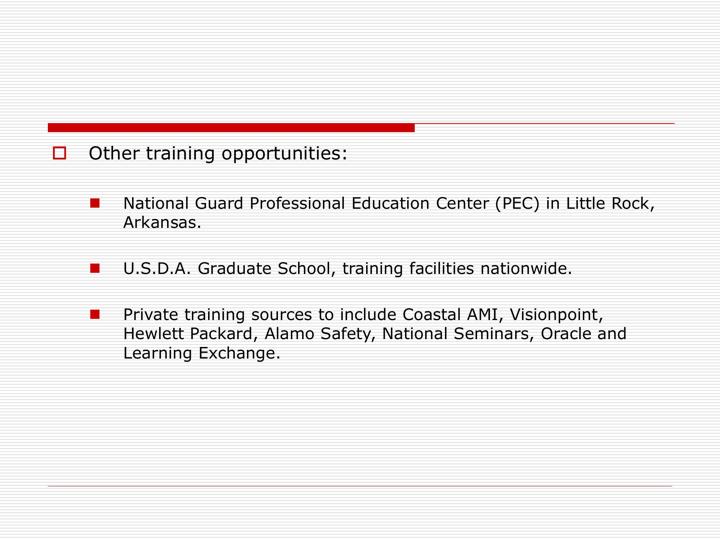 Other training opportunities:
National Guard Professional Education Center (PEC) in Little Rock,
Arkansas.
U.S.D.A. Graduate School, training facilities nationwide.
Private training sources to include Coastal AMI, Visionpoint,
Hewlett Packard, Alamo Safety, National Seminars, Oracle and
Learning Exchange.